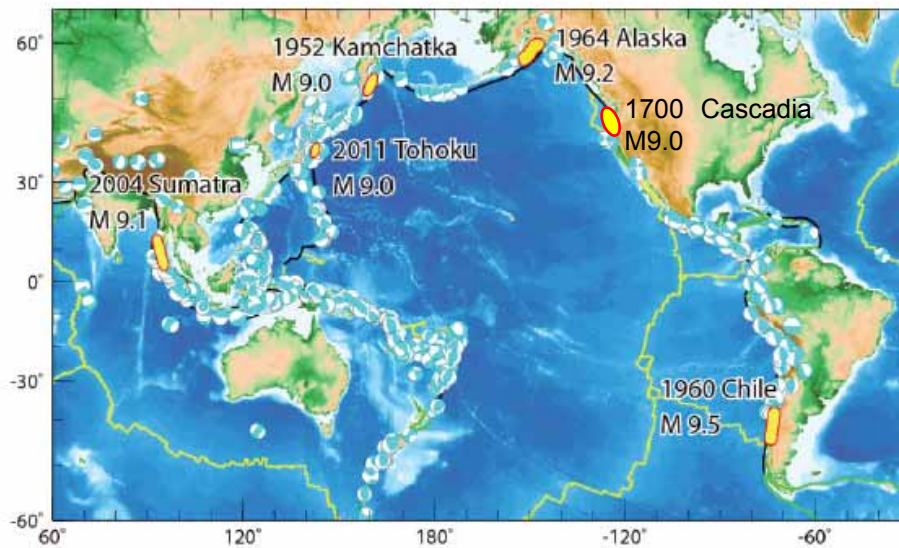 60°
30°
0°
-30°
-60°
1952 Kamchatka
M 9.0
1964 Alaska
M 9.2
1700 Cascadia
M9.0
2011 Tohoku
M 9.0
2004 Sumatra
M 9.1
1960 Chile
M 9.5
60° 120° 180° -120° -60°